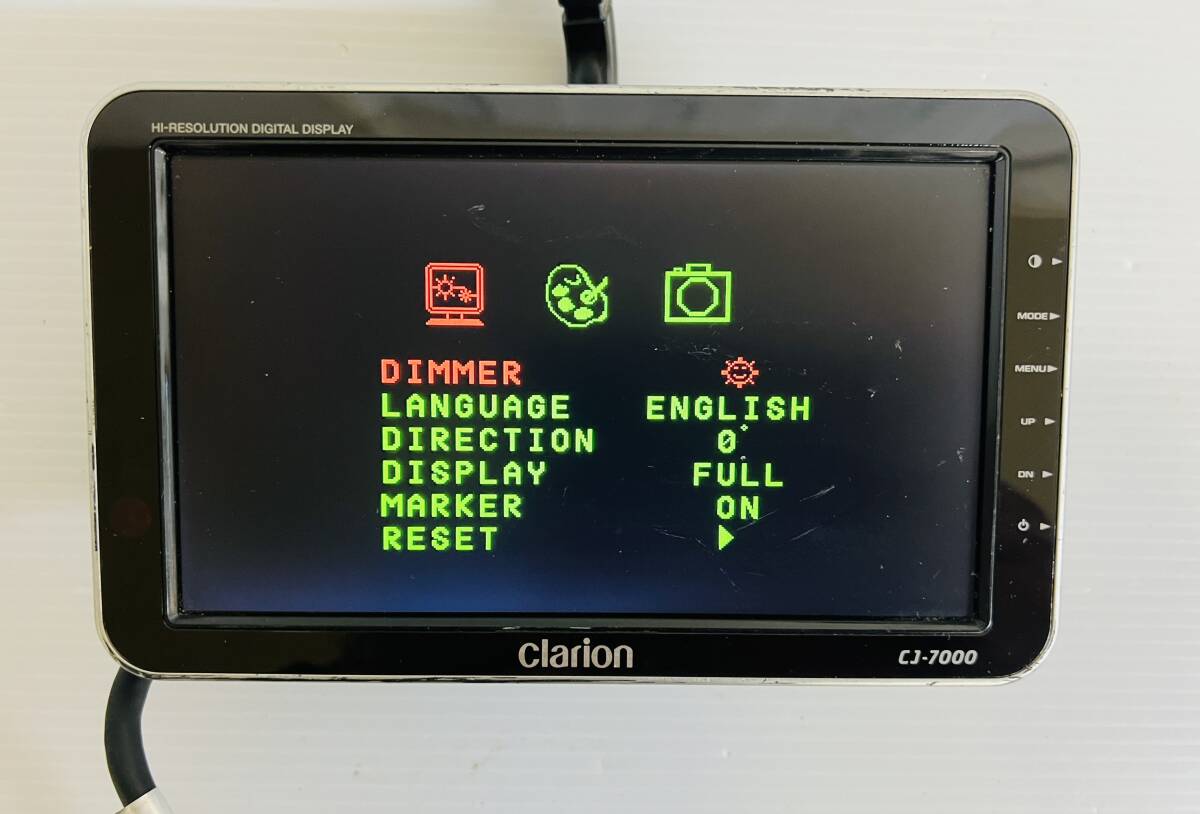 HI-RESOLUTION DIGITAL DISPLAY
DIMMER
LANGUAGE ENGLISH
DIRECTION 0°
DISPLAY FULL
MARKER ON
RESET
MODE
MENU
UP
DN
clarion
CJ-7000